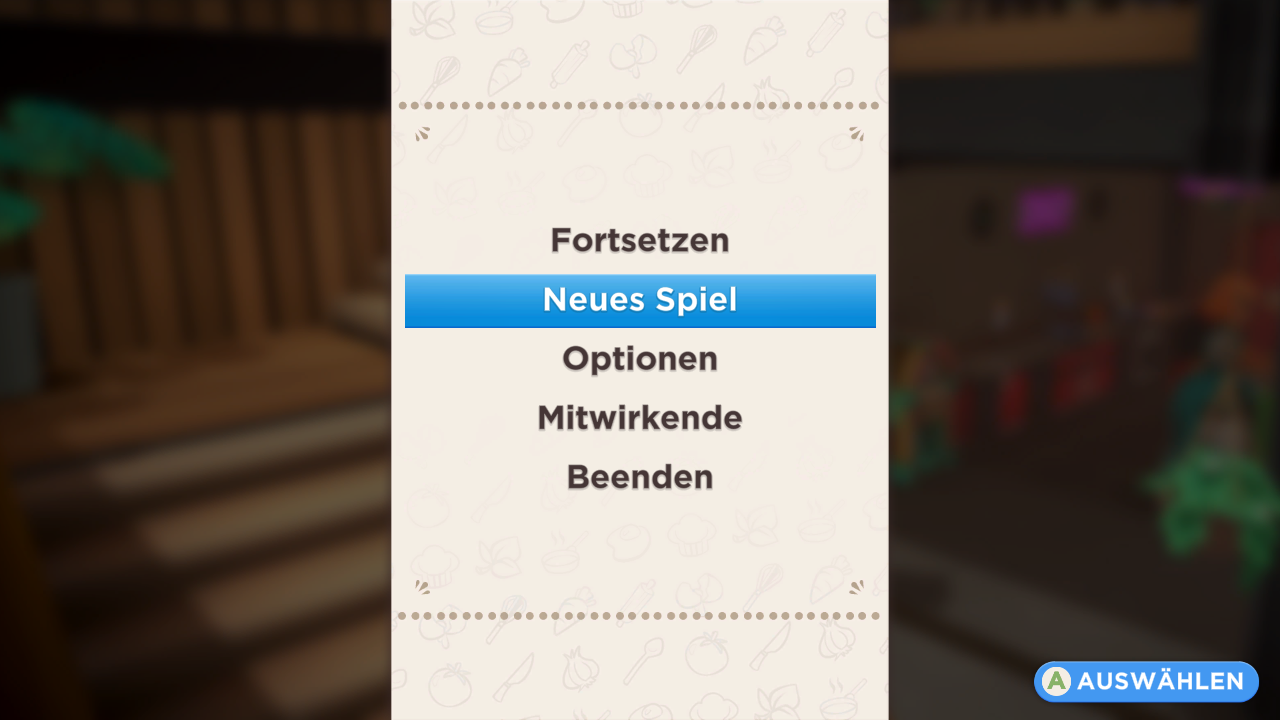 Fortsetzen
Neues Spiel
Optionen
Mitwirkende
Beenden
A AUSWÄHLEN